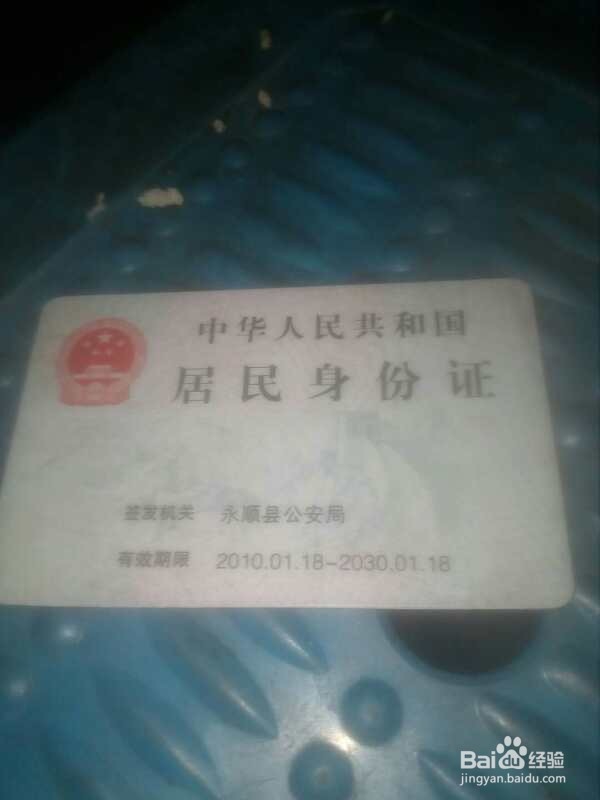 中华人民共和国
居民身份证
签发机关 永顺县公安局
有效期限 2010.01.18-2030.01.18
Bai度经验
jingyan.baidu.com